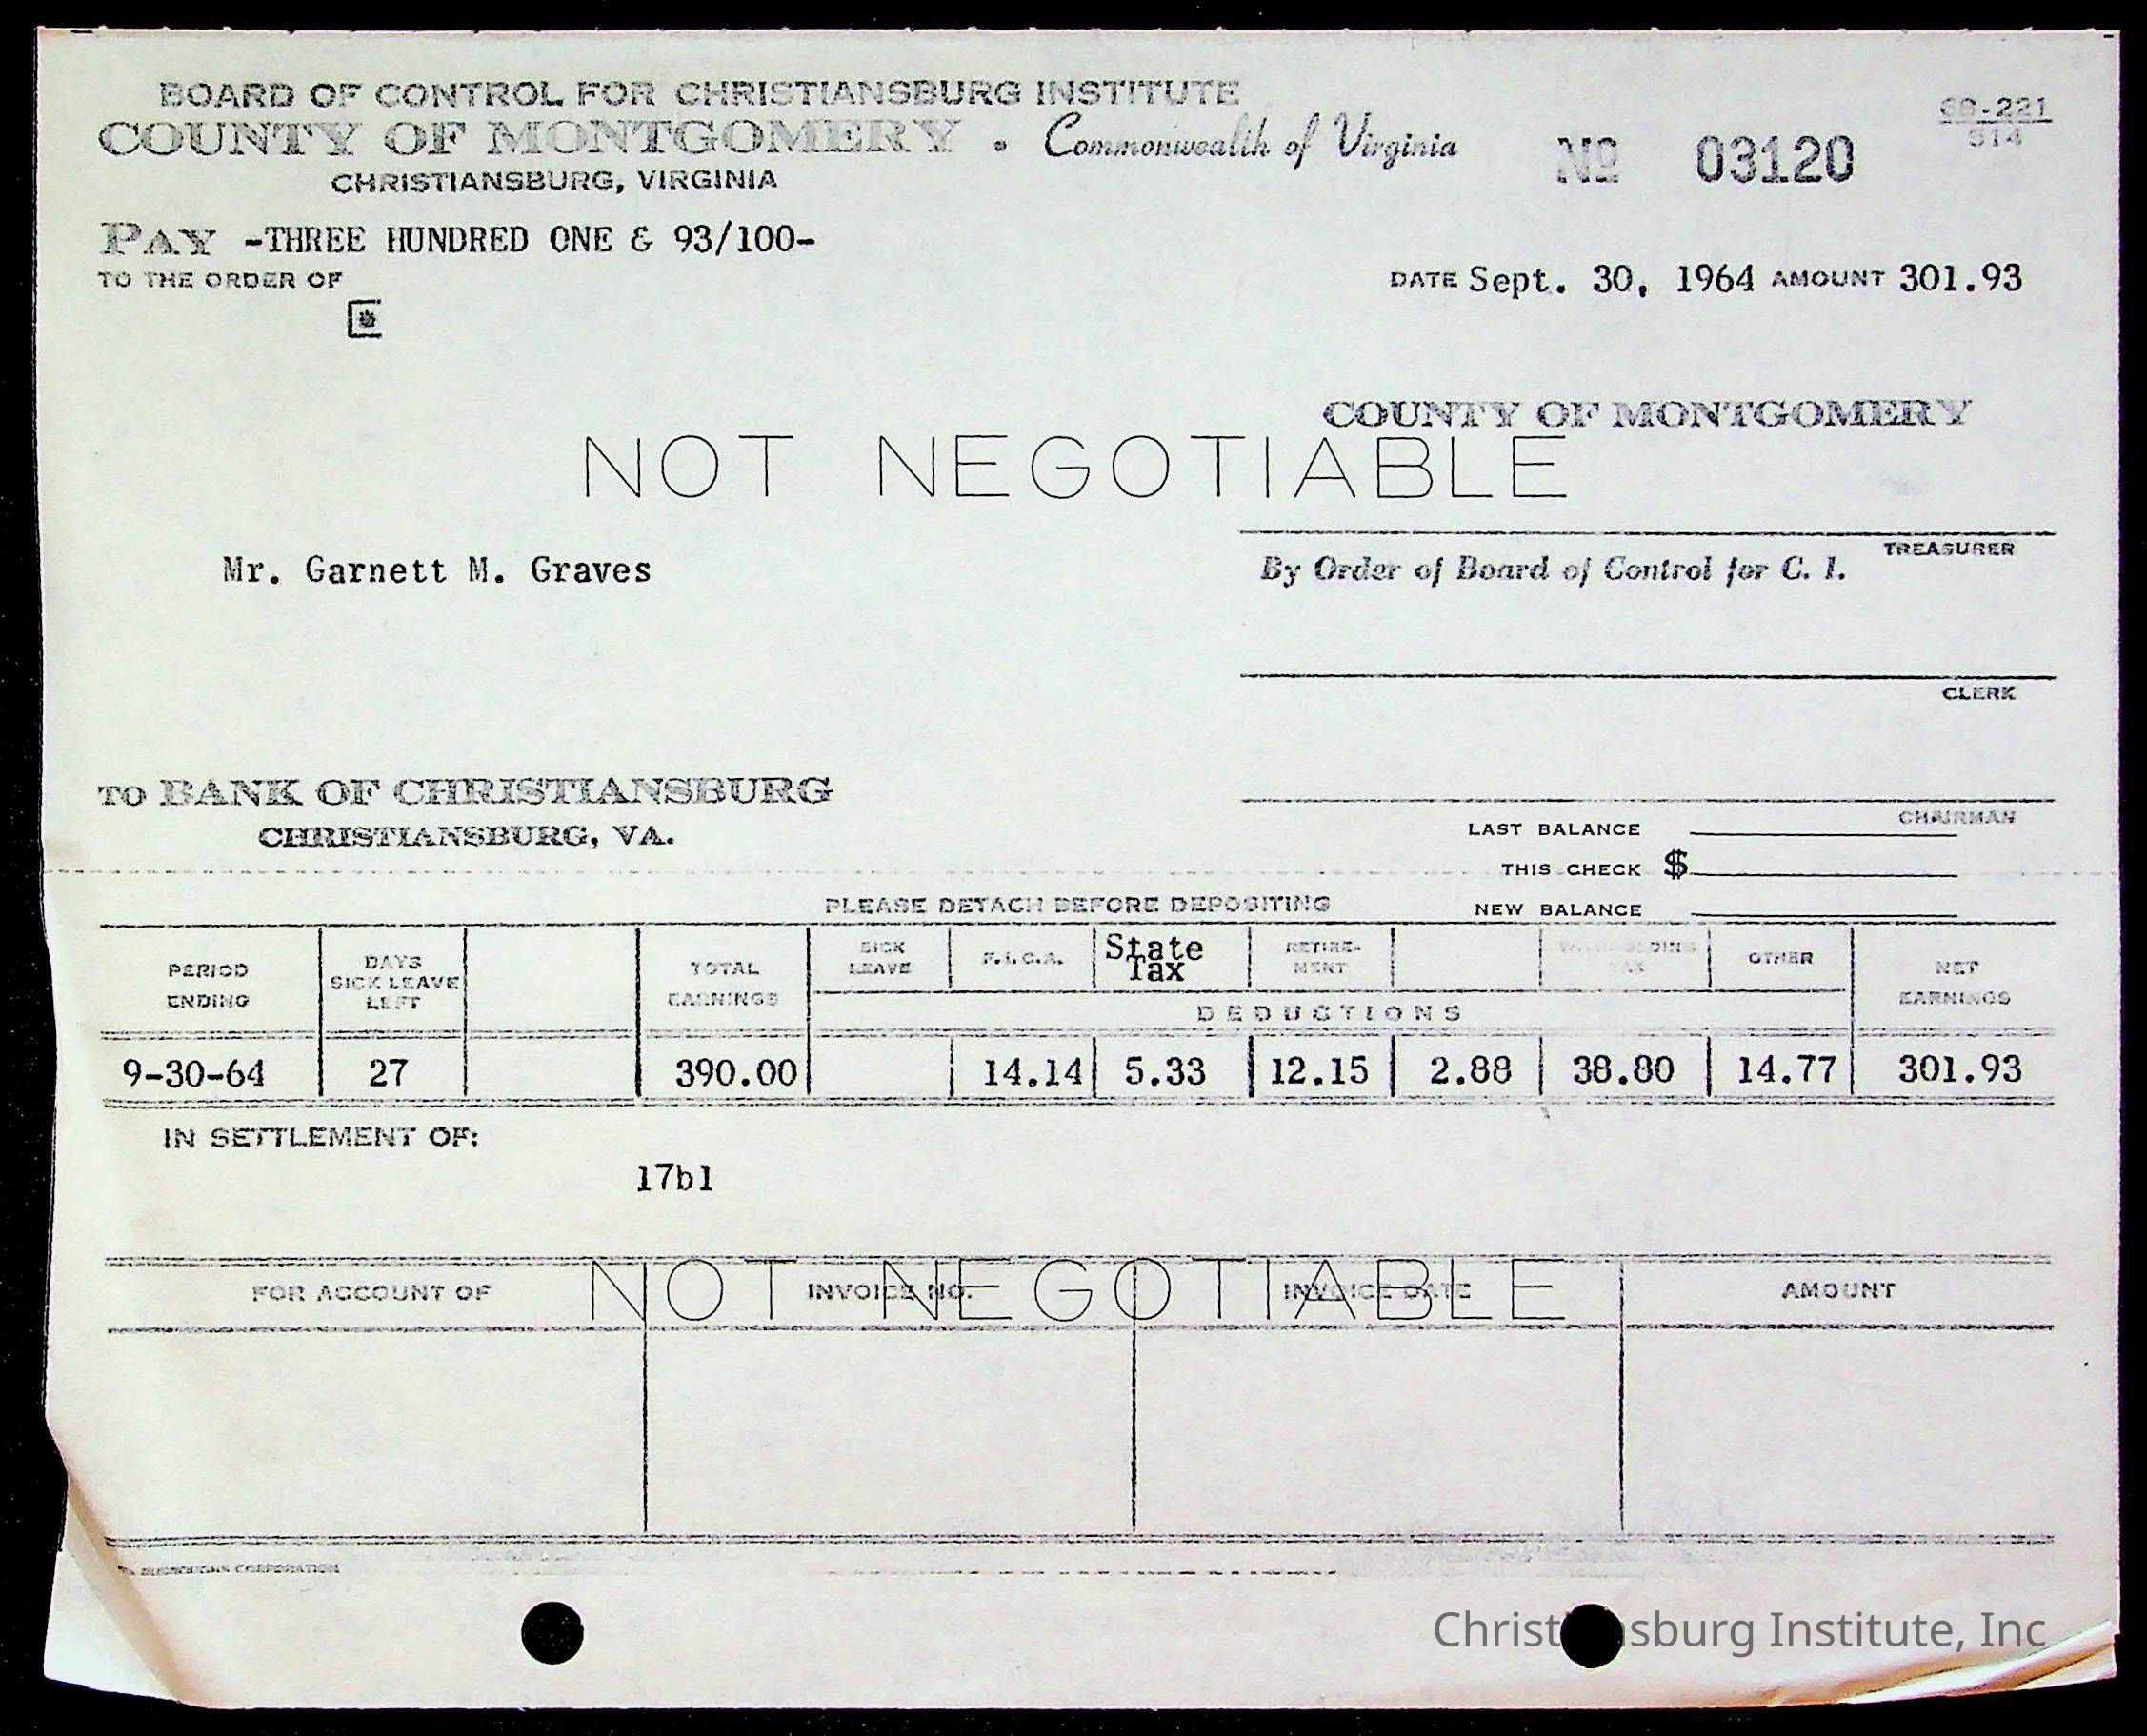 BOARD OF CONTROL FOR CHRISTIANSBURG INSTITUTE
COUNTY OF MONTGOMERY • Commonwealth of Virginia
CHRISTIANSBURG, VIRGINIA
No 03120
68-221
514
PAY -THREE HUNDRED ONE & 93/100-
TO THE ORDER OF
DATE Sept. 30, 1964 AMOUNT 301.93
COUNTY OF MONTGOMERY
NOT NEGOTIABLE
TREASURER
Mr. Garnett M. Graves
By Order of Board of Control for C. I.
CLERK
TO BANK OF CHRISTIANSBURG
CHRISTIANSBURG, VA.
CHAIRMAN
LAST BALANCE
THIS CHECK $
NEW BALANCE
PLEASE DETACH BEFORE DEPOSITING
PERIOD ENDING DAYS SICK LEAVE LEFT TOTAL EARNINGS SICK LEAVE F.I.C.A. State Tax RETIRE-MENT WITHHOLDING TAX OTHER NET EARNINGS
DEDUCTIONS
9-30-64 27 390.00 14.14 5.33 12.15 2.88 38.80 14.77 301.93
IN SETTLEMENT OF:
17b1
NOT NEGOTIABLE
FOR ACCOUNT OF INVOICE NO. INVOICE DATE AMOUNT
BURROUGHS CORPORATION
Christiansburg Institute, Inc